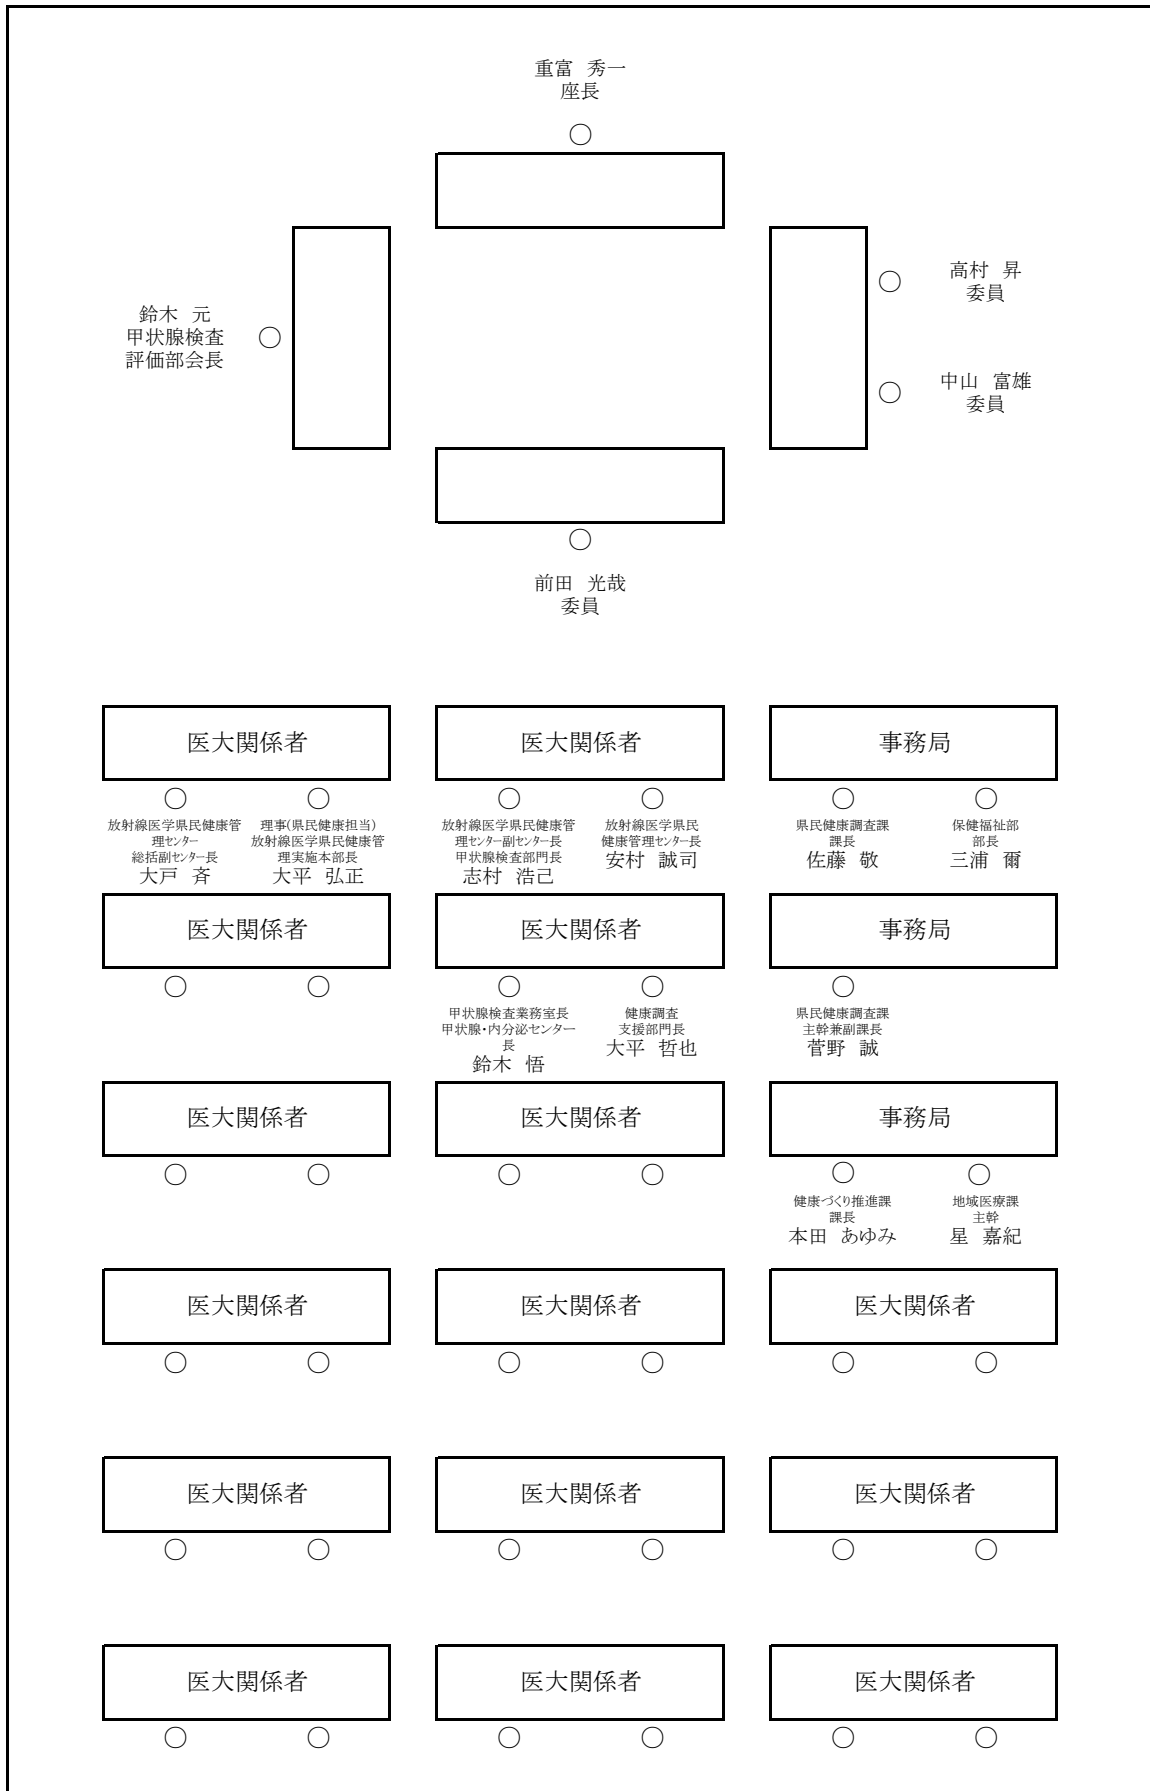 重富　秀一
座長
高村　昇
委員
鈴木　元
甲状腺検査
評価部会長
中山　富雄
委員
前田　光哉
委員
医大関係者
医大関係者
事務局
放射線医学県民健康管
理センター
総括副センター長
大戸　斉
理事(県民健康担当)
放射線医学県民健康管
理実施本部長
大平　弘正
放射線医学県民健康管
理センター副センター長
甲状腺検査部門長
志村　浩己
放射線医学県民
健康管理センター長
安村　誠司
県民健康調査課
課長
佐藤　敬
保健福祉部
部長
三浦　爾
医大関係者
医大関係者
事務局
甲状腺検査業務室長
甲状腺・内分泌センター
長
鈴木　悟
健康調査
支援部門長
大平　哲也
県民健康調査課
主幹兼副課長
菅野　誠
医大関係者
医大関係者
事務局
健康づくり推進課
課長
本田　あゆみ
地域医療課
主幹
星　嘉紀
医大関係者
医大関係者
医大関係者
医大関係者
医大関係者
医大関係者
医大関係者
医大関係者
医大関係者